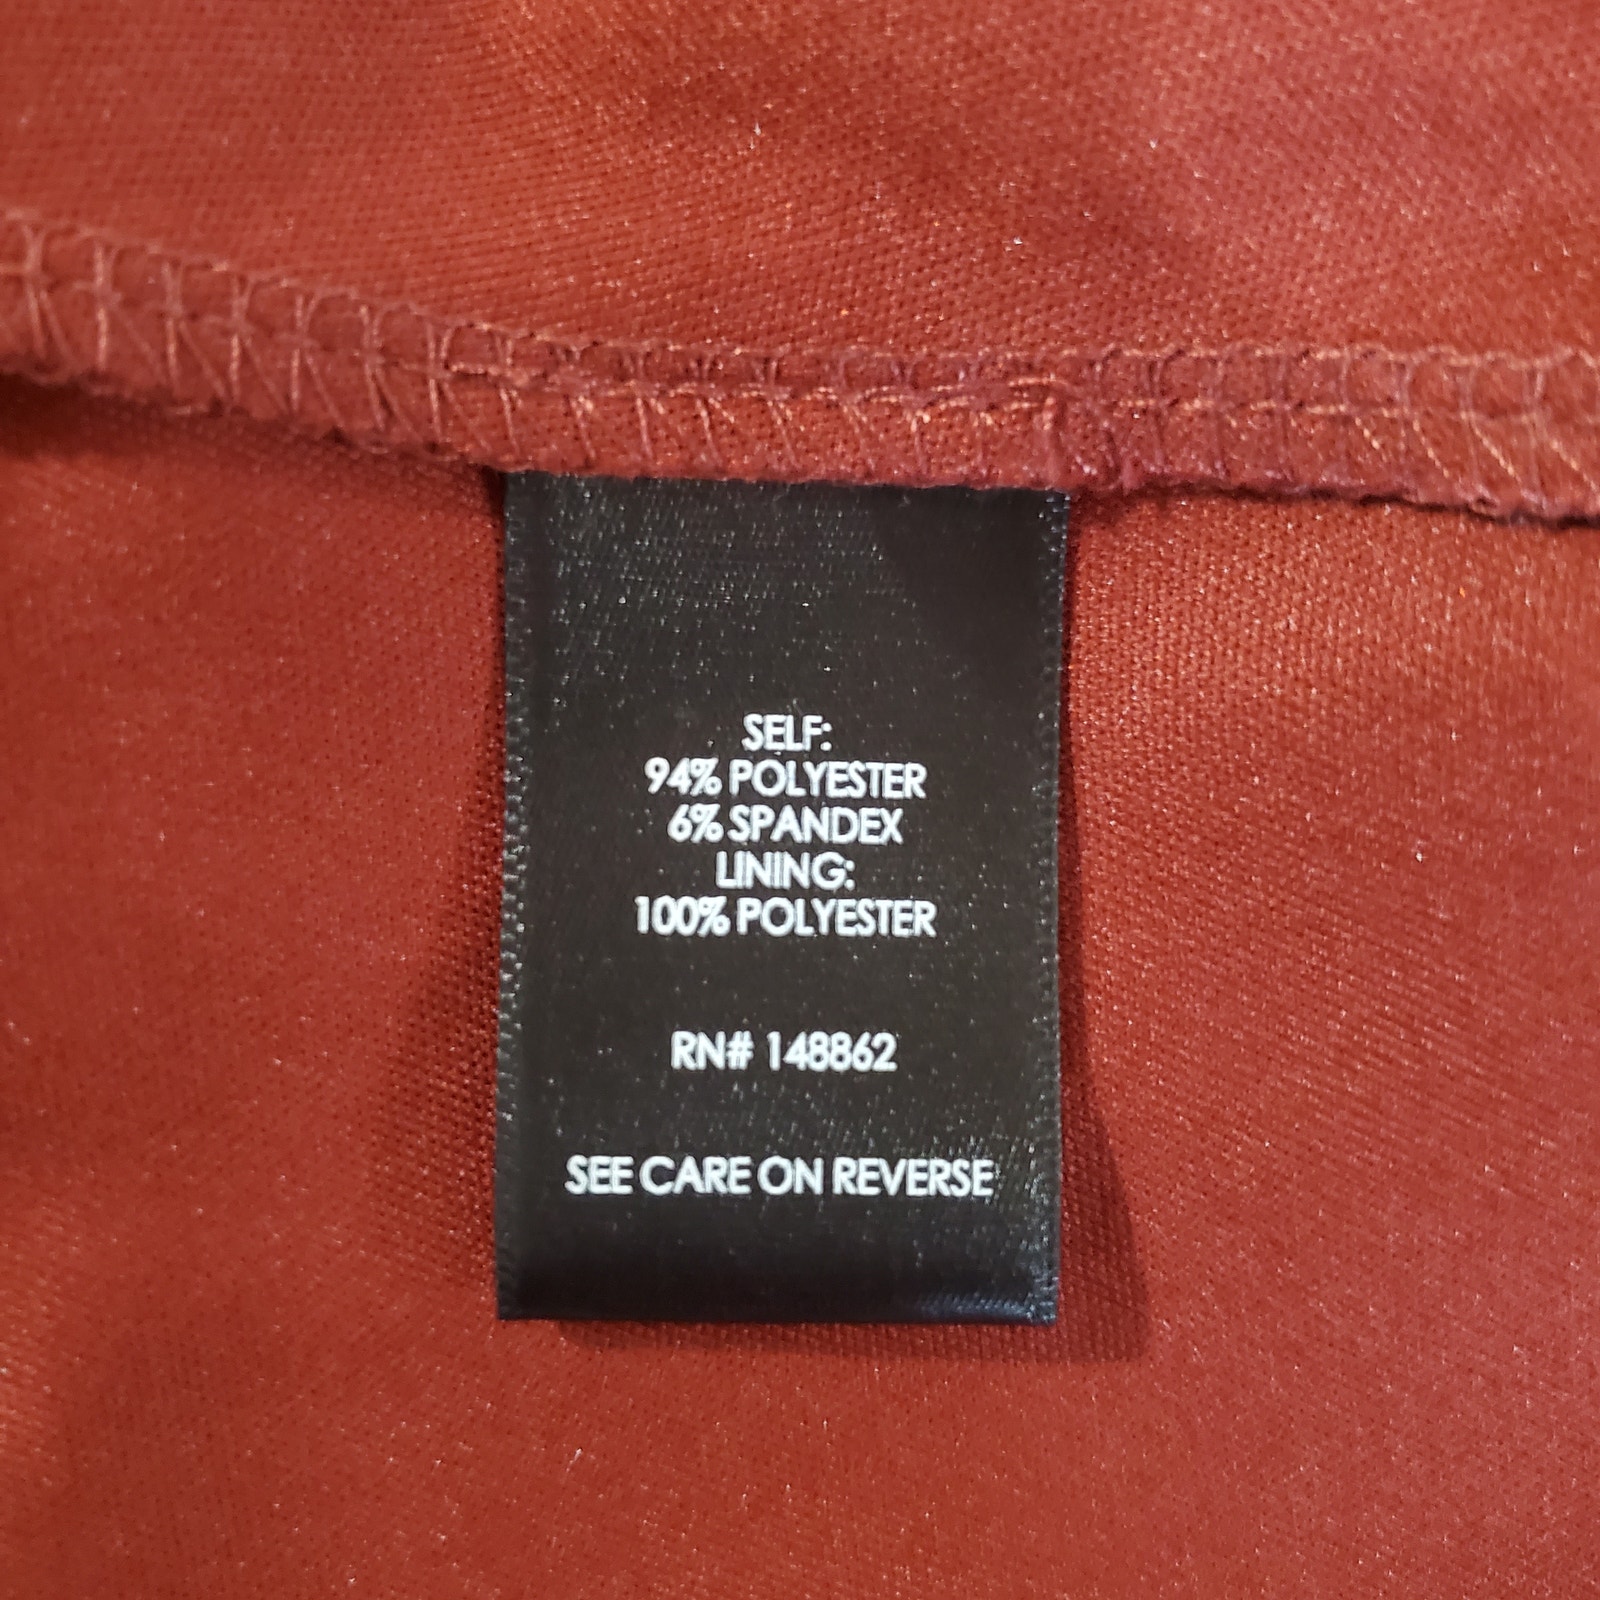 SELF:
94% POLYESTER
6% SPANDEX
LINING:
100% POLYESTER
RN# 148862
SEE CARE ON REVERSE